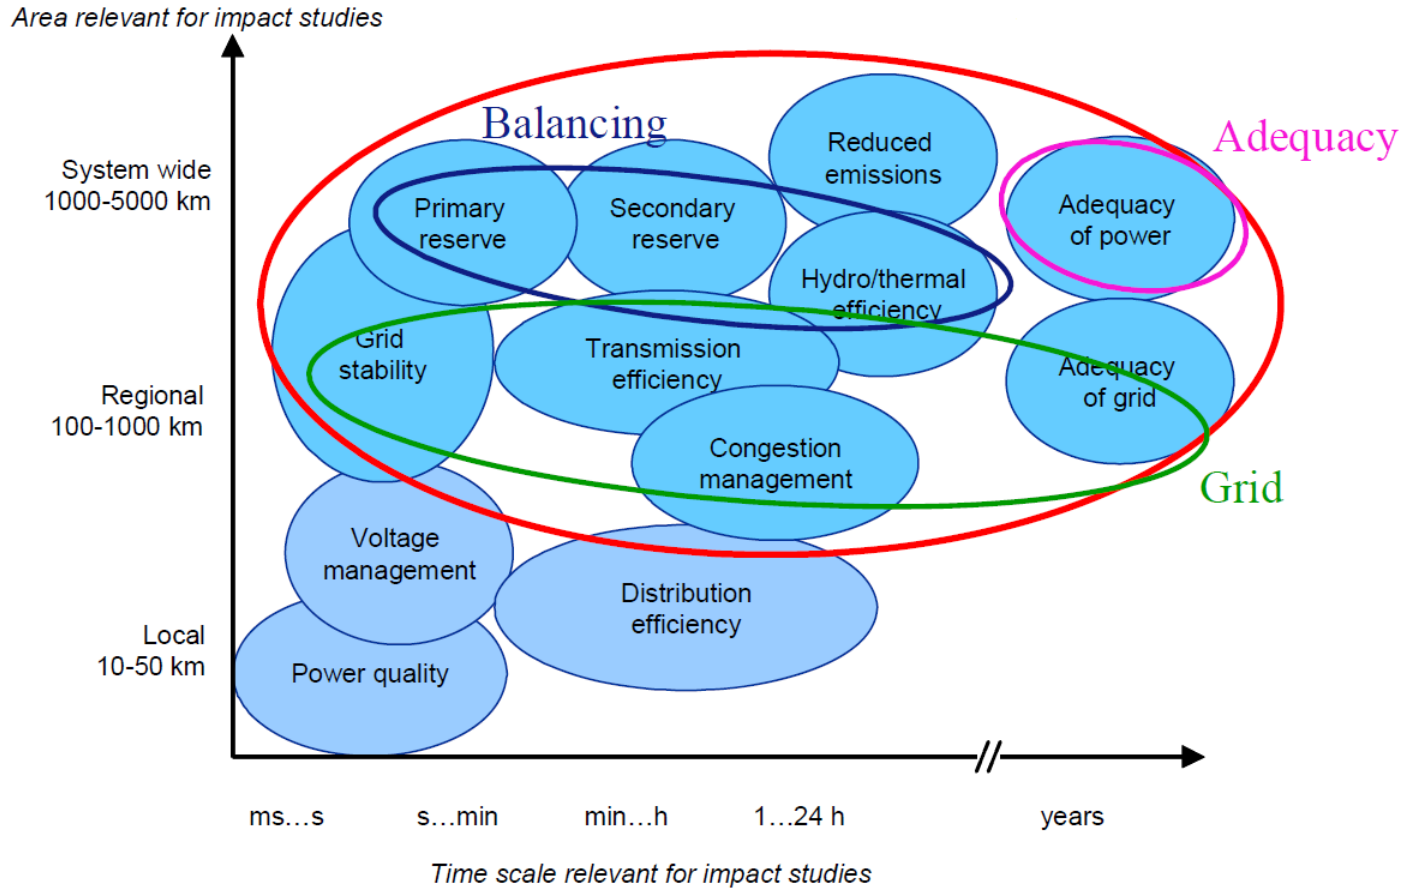 Area relevant for impact studies
Balancing
Adequacy
Reduced
emissions
System wide
1000-5000 km
Primary
reserve
Secondary
reserve
Adequacy
of power
Hydro/thermal
efficiency
Grid
stability
Transmission
efficiency
Adequacy
of grid
Regional
100-1000 km
Congestion
management
Grid
Voltage
management
Distribution
efficiency
Local
10-50 km
Power quality
ms...s
s...min
min...h
1...24 h
years
Time scale relevant for impact studies